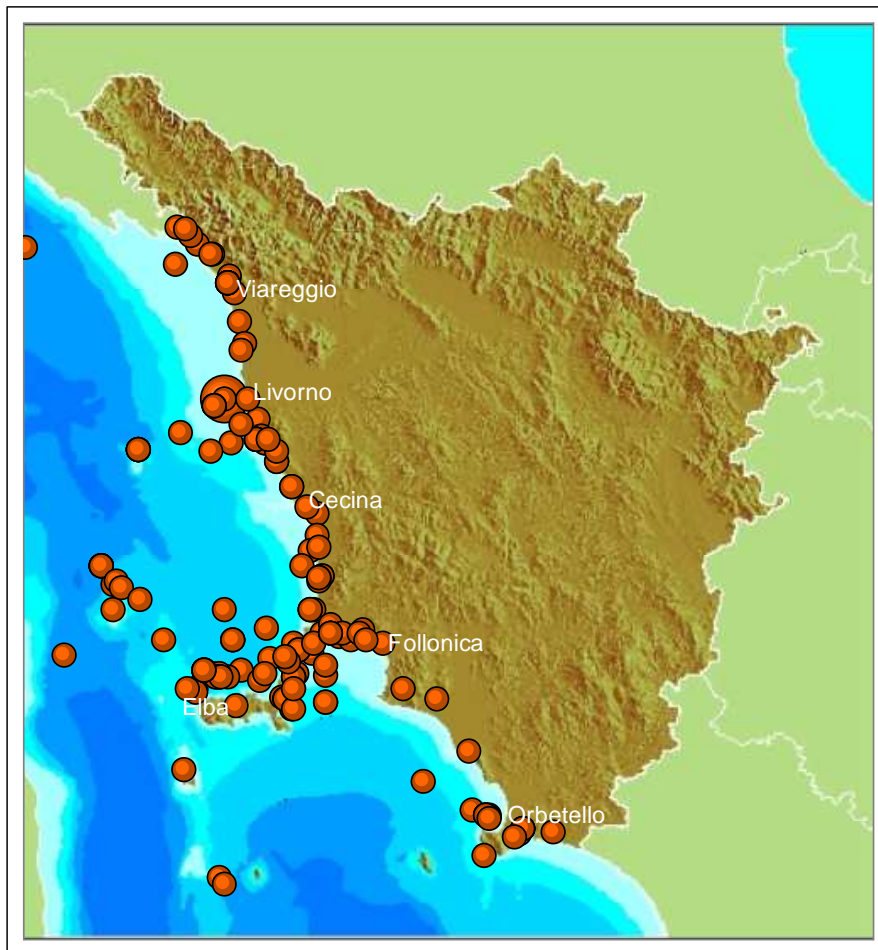 Viareggio
Livorno
Cecina
Follonica
Elba
Orbetello